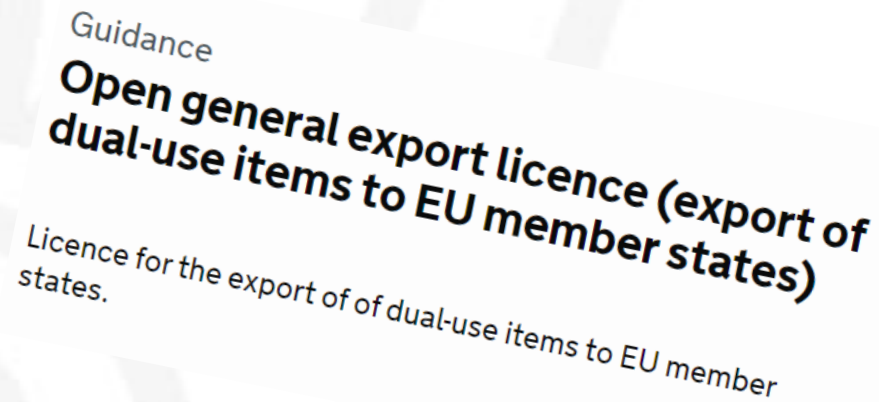 Guidance
Open general export licence (export of
dual-use items to EU member states)
Licence for the export of of dual-use items to EU member
states.